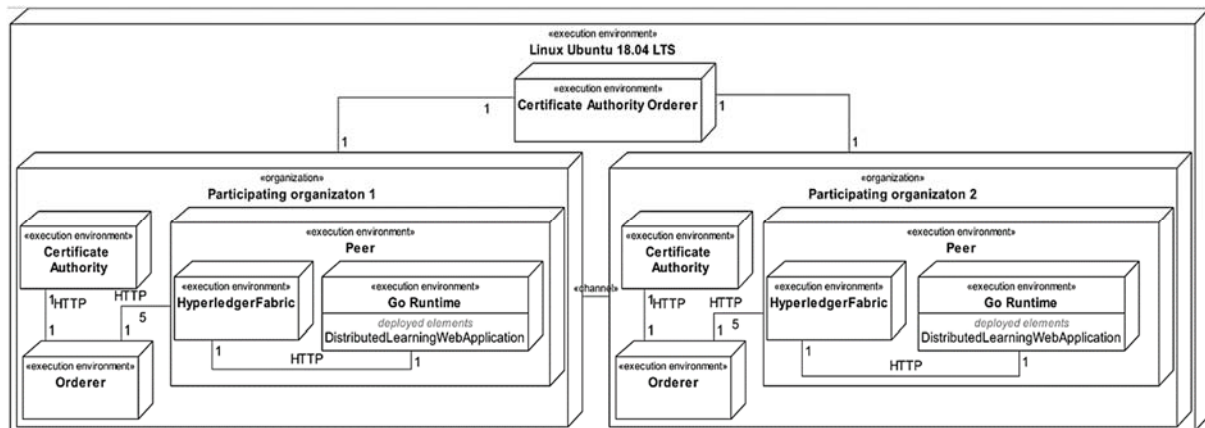 «execution environment»
Linux Ubuntu 18.04 LTS
«execution environment»
Certificate Authority Orderer
1
1
1
1
«organization»
Participating organizaton 1
«execution environment»
Certificate
Authority
«execution environment»
Peer
«execution environment»
HyperledgerFabric
«execution environment»
Go Runtime
deployed elements
DistributedLearningWebApplication
1
HTTP
1
HTTP
5
1
1
HTTP
1
«execution environment»
Orderer
«channel»
«organization»
Participating organizaton 2
«execution environment»
Certificate
Authority
«execution environment»
Peer
«execution environment»
HyperledgerFabric
«execution environment»
Go Runtime
deployed elements
DistributedLearningWebApplication
1
HTTP
1
HTTP
5
1
1
HTTP
1
«execution environment»
Orderer